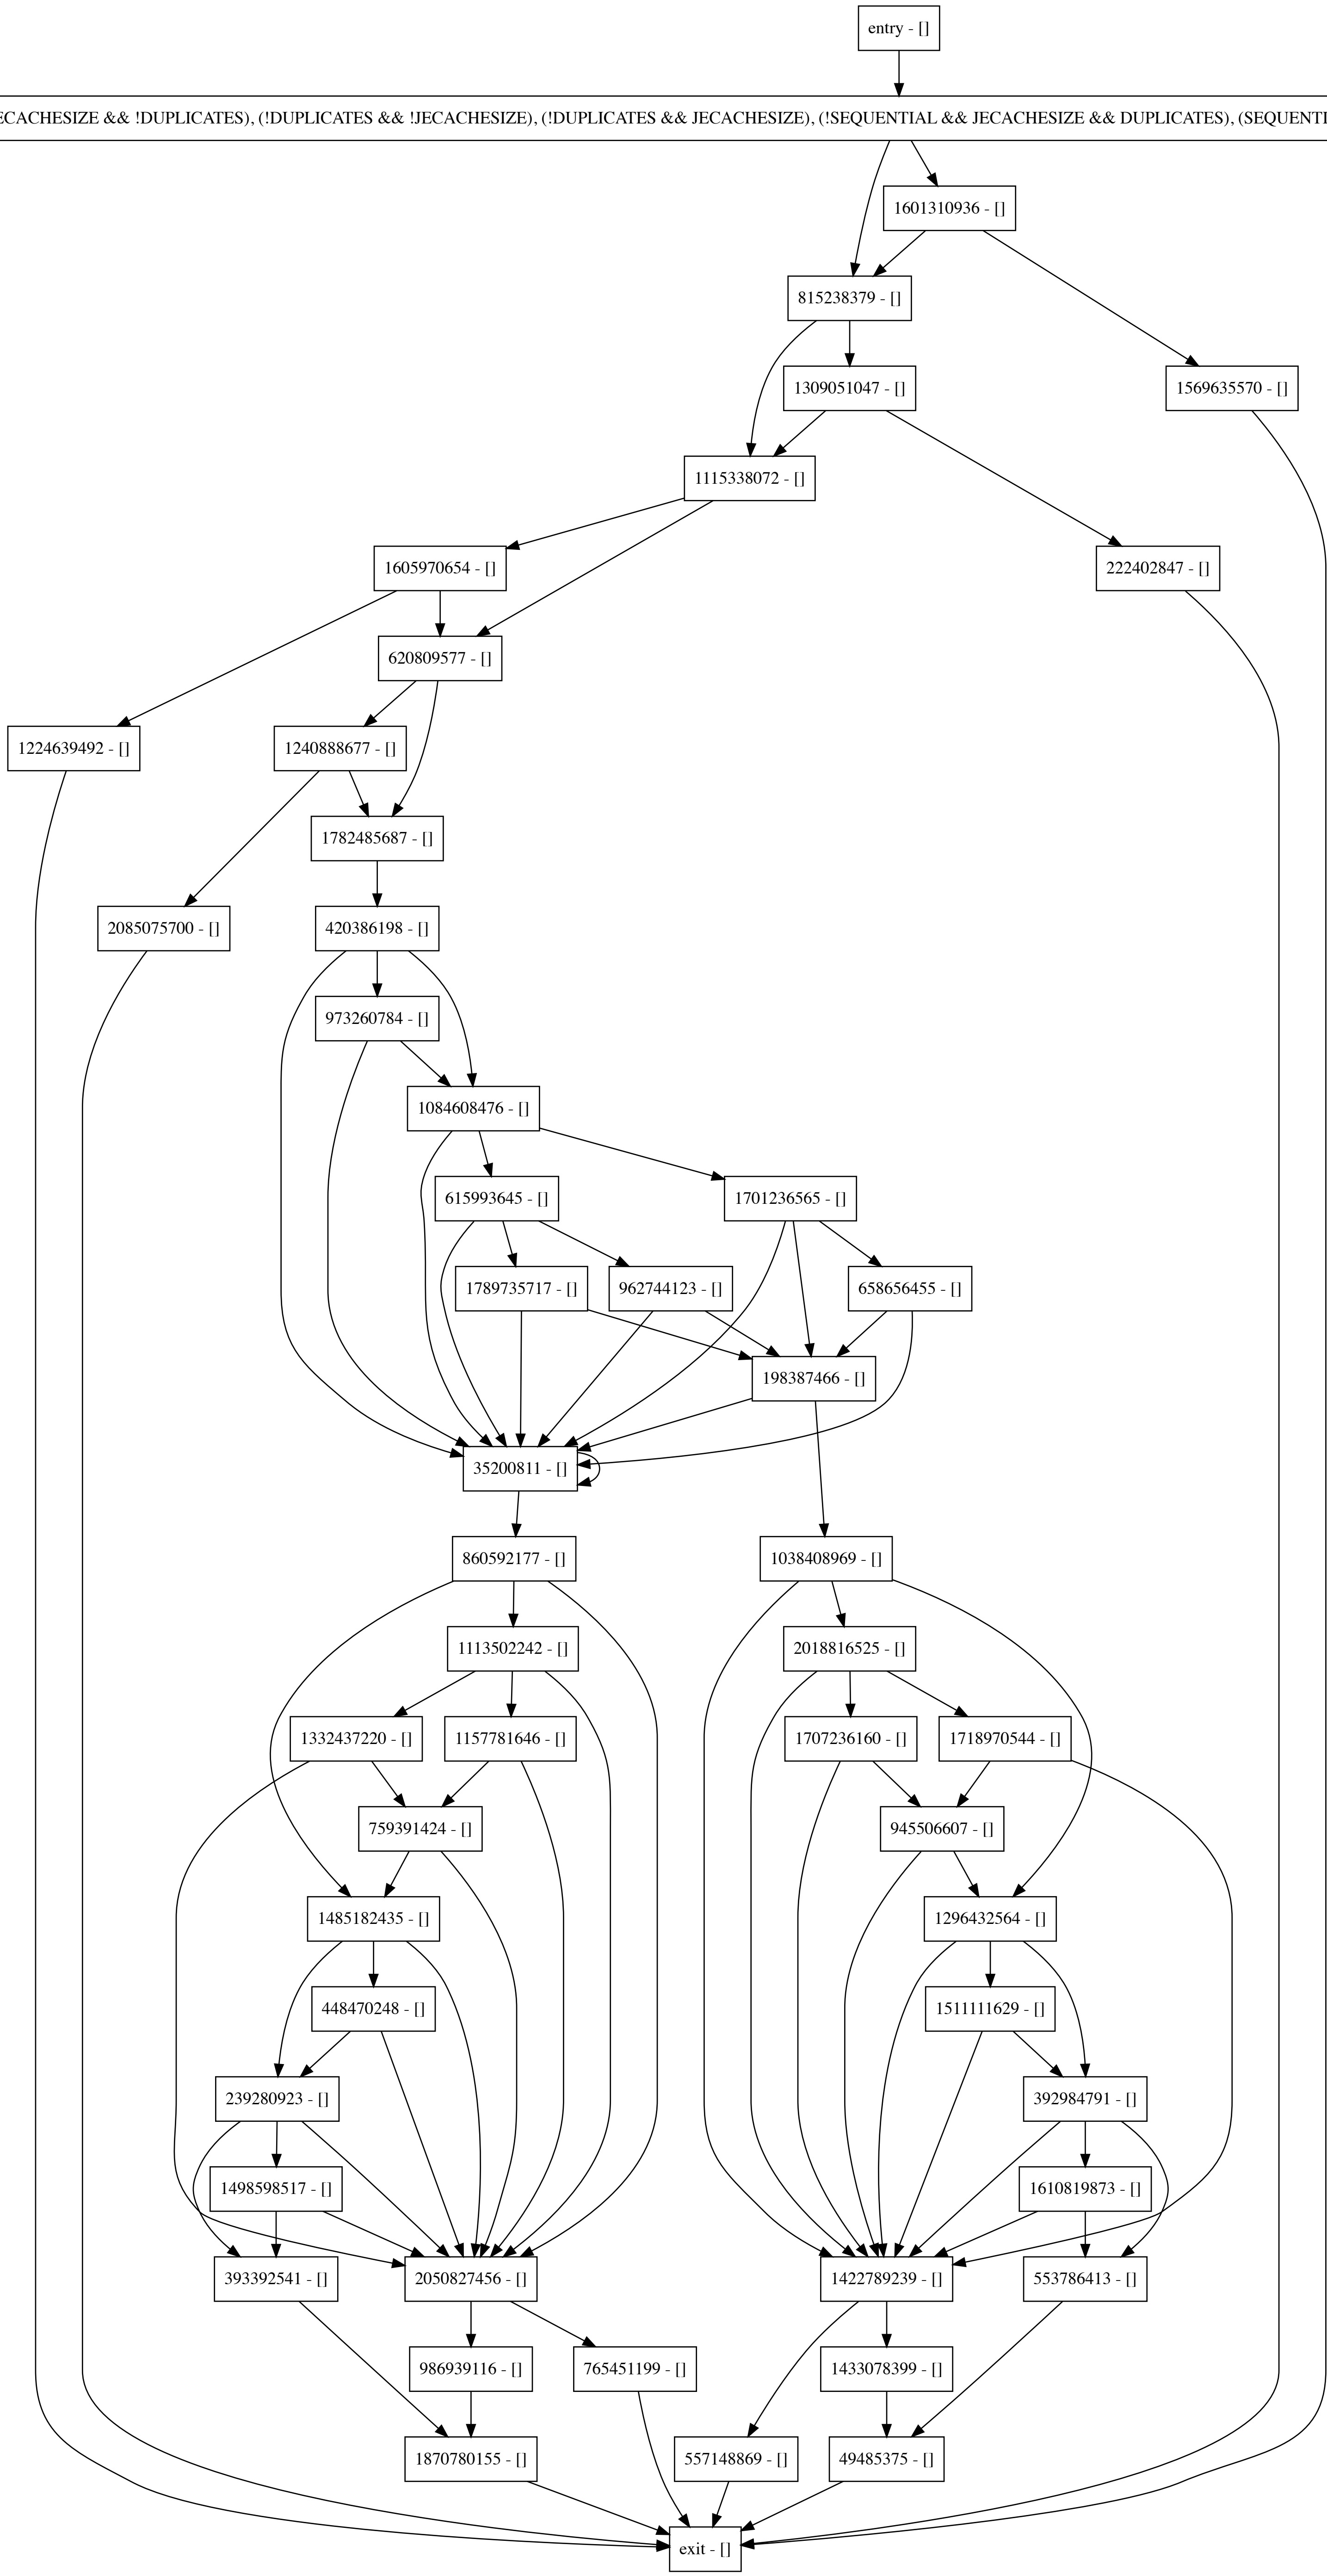 entry - []
ECACHESIZE && !DUPLICATES), (!DUPLICATES && !JECACHESIZE), (!DUPLICATES && JECACHESIZE), (!SEQUENTIAL && JECACHESIZE && DUPLICATES), (SEQUENTI
1601310936 - []
815238379 - []
1309051047 - []
1569635570 - []
1115338072 - []
1605970654 - []
222402847 - []
620809577 - []
1224639492 - []
1240888677 - []
1782485687 - []
2085075700 - []
420386198 - []
973260784 - []
1084608476 - []
615993645 - []
1701236565 - []
1789735717 - []
962744123 - []
658656455 - []
198387466 - []
35200811 - []
860592177 - []
1038408969 - []
1113502242 - []
2018816525 - []
1332437220 - []
1157781646 - []
1707236160 - []
1718970544 - []
759391424 - []
945506607 - []
1485182435 - []
1296432564 - []
448470248 - []
1511111629 - []
239280923 - []
392984791 - []
1498598517 - []
1610819873 - []
393392541 - []
2050827456 - []
1422789239 - []
553786413 - []
986939116 - []
765451199 - []
1433078399 - []
1870780155 - []
557148869 - []
49485375 - []
exit - []